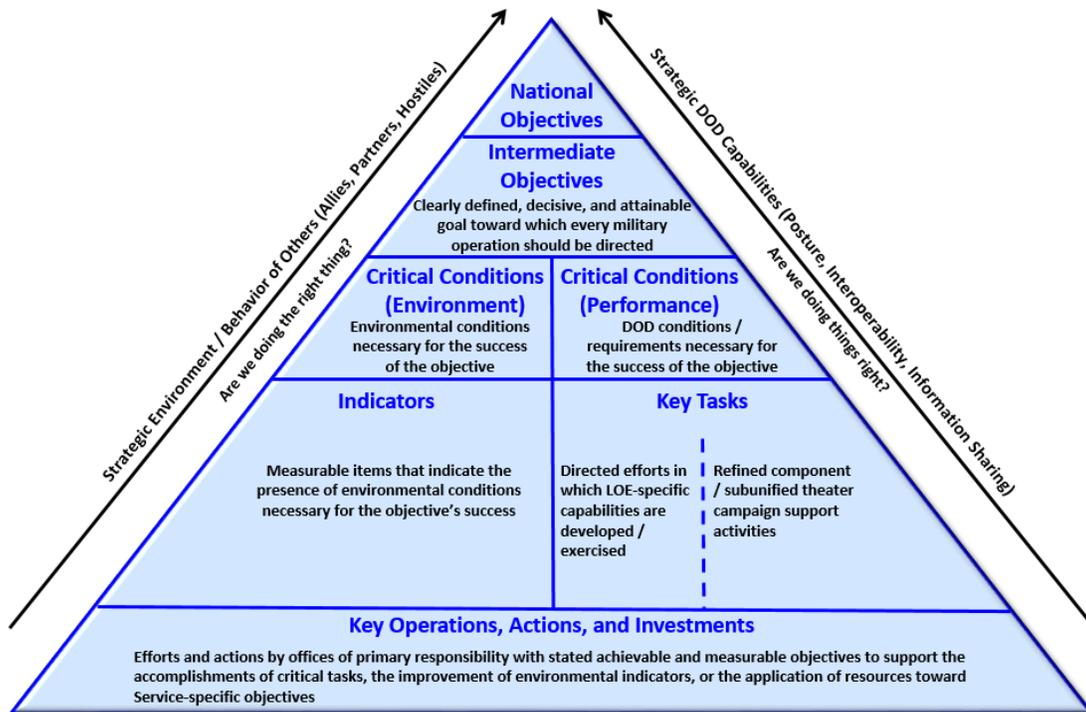 Strategic Environment / Behavior of Others (Allies, Partners, Hostiles)
Are we doing the right thing?
Strategic DOD Capabilities (Posture, Interoperability, Information Sharing)
Are we doing things right?
National
Objectives
Intermediate
Objectives
Clearly defined, decisive, and attainable
goal toward which every military
operation should be directed
Critical Conditions
(Environment)
Environmental conditions
necessary for the success
of the objective
Critical Conditions
(Performance)
DOD conditions /
requirements necessary for
the success of the objective
Indicators
Measurable items that indicate the
presence of environmental conditions
necessary for the objective’s success
Key Tasks
Directed efforts in
which LOE-specific
capabilities are
developed /
exercised
Refined component
/ subunified theater
campaign support
activities
Key Operations, Actions, and Investments
Efforts and actions by offices of primary responsibility with stated achievable and measurable objectives to support the
accomplishments of critical tasks, the improvement of environmental indicators, or the application of resources toward
Service-specific objectives